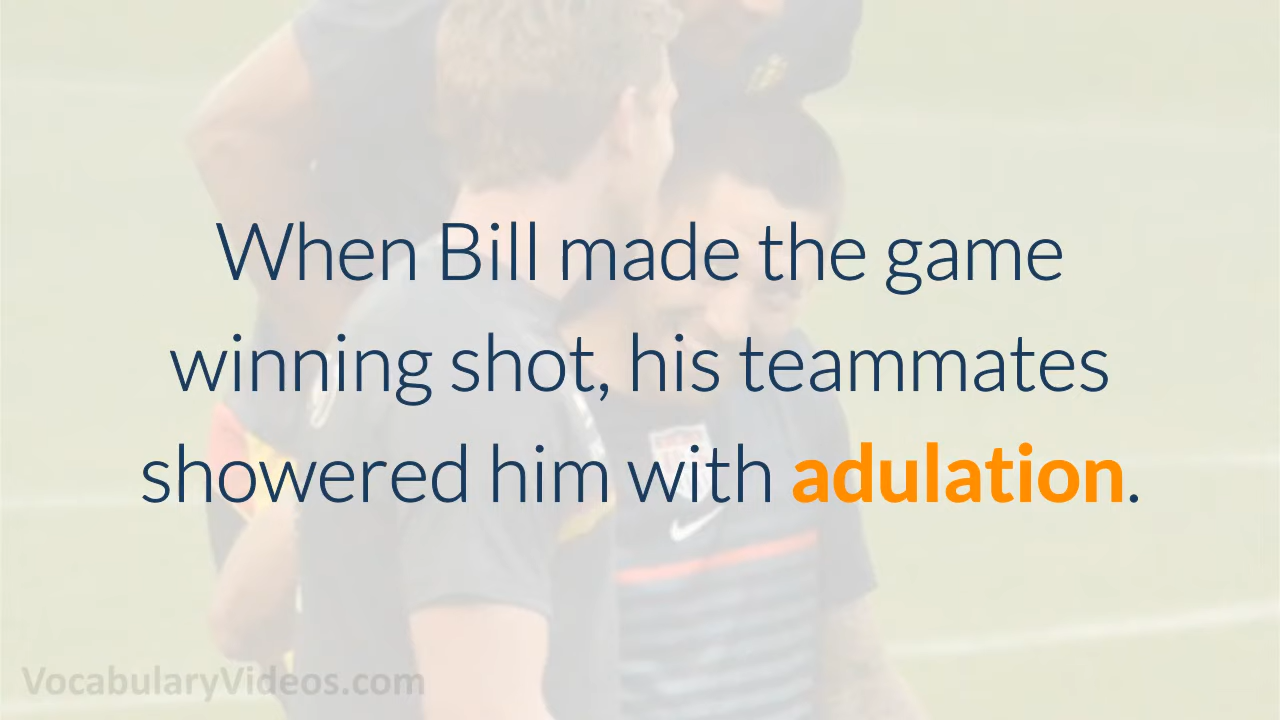 When Bill made the game
winning shot, his teammates
showered him with adulation.
VocabularyVideos.com